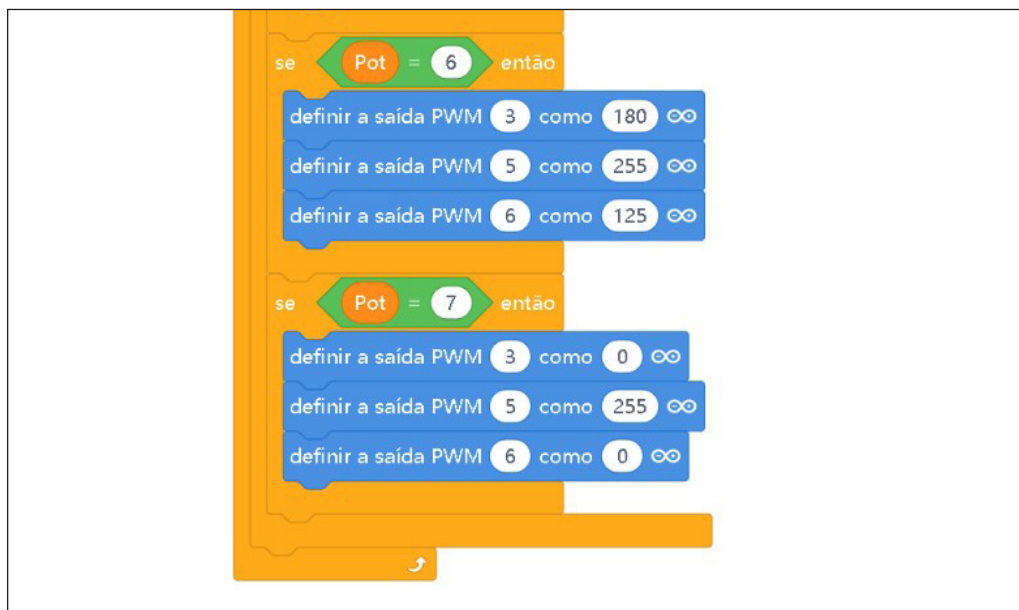 se Pot = 6 então
definir a saída PWM 3 como 180
definir a saída PWM 5 como 255
definir a saída PWM 6 como 125
se Pot = 7 então
definir a saída PWM 3 como 0
definir a saída PWM 5 como 255
definir a saída PWM 6 como 0